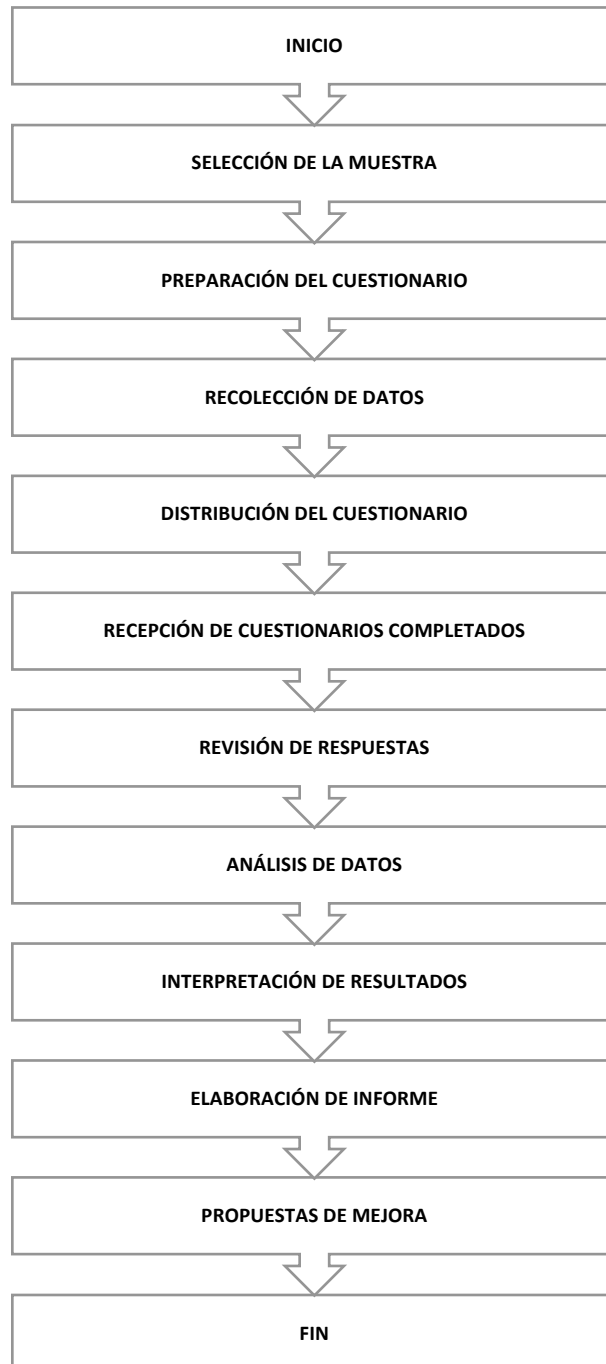 INICIO
SELECCIÓN DE LA MUESTRA
PREPARACIÓN DEL CUESTIONARIO
RECOLECCIÓN DE DATOS
DISTRIBUCIÓN DEL CUESTIONARIO
RECEPCIÓN DE CUESTIONARIOS COMPLETADOS
REVISIÓN DE RESPUESTAS
ANÁLISIS DE DATOS
INTERPRETACIÓN DE RESULTADOS
ELABORACIÓN DE INFORME
PROPUESTAS DE MEJORA
FIN